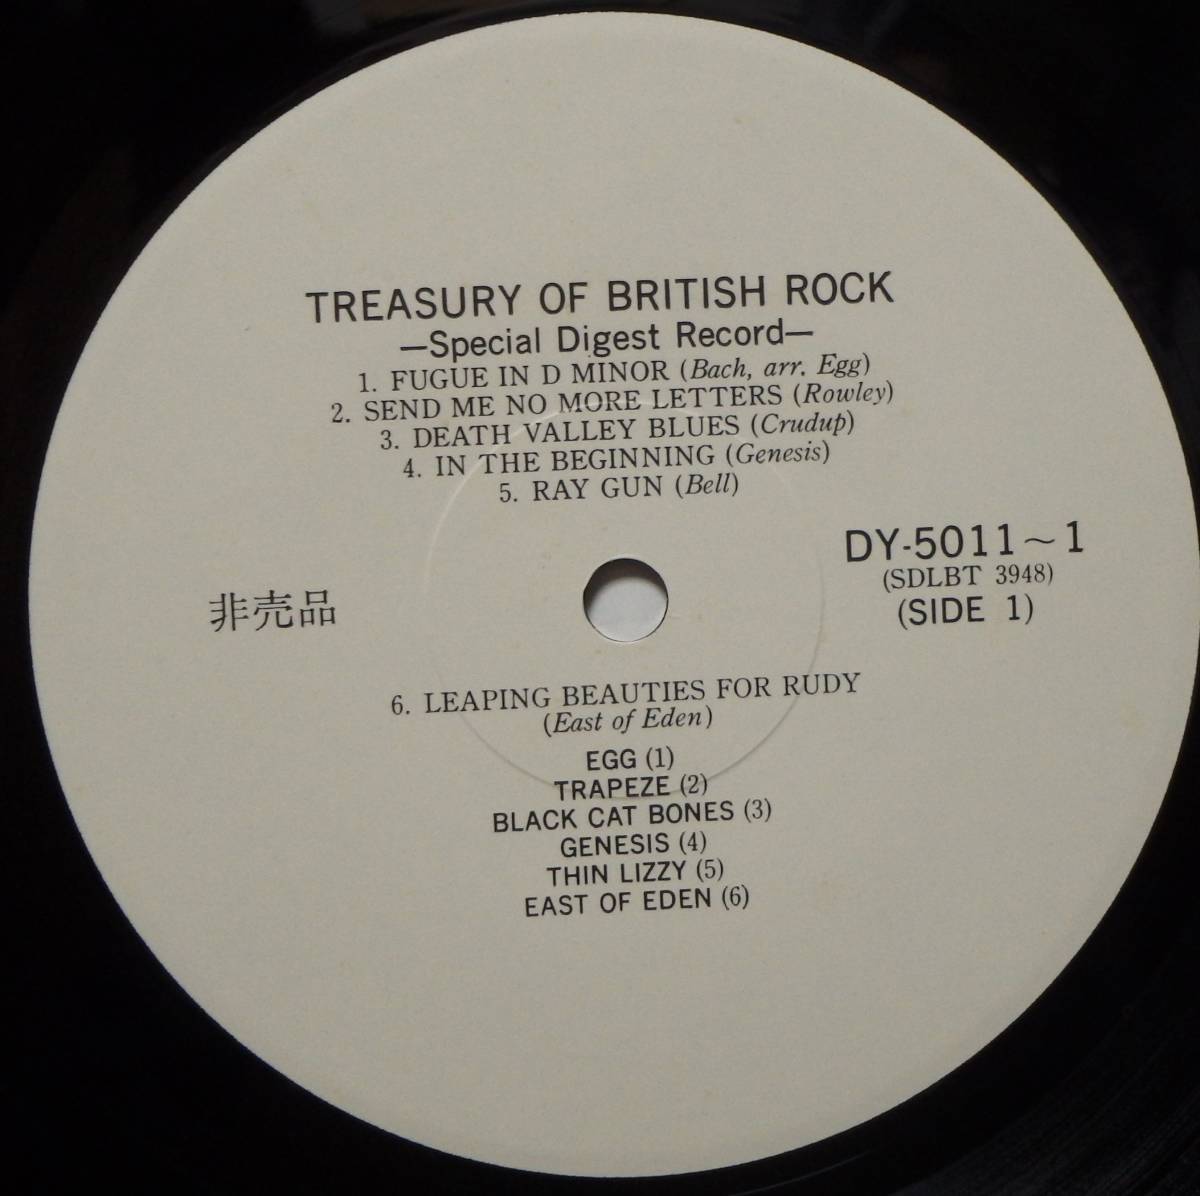 TREASURY OF BRITISH ROCK
—Special Digest Record—
1. FUGUE IN D MINOR (Bach, arr. Egg)
2. SEND ME NO MORE LETTERS (Rowley)
3. DEATH VALLEY BLUES (Crudup)
4. IN THE BEGINNING (Genesis)
5. RAY GUN (Bell)
DY-5011～1
(SDLBT 3948)
(SIDE 1)
非売品
6. LEAPING BEAUTIES FOR RUDY
(East of Eden)
EGG (1)
TRAPEZE (2)
BLACK CAT BONES (3)
GENESIS (4)
THIN LIZZY (5)
EAST OF EDEN (6)